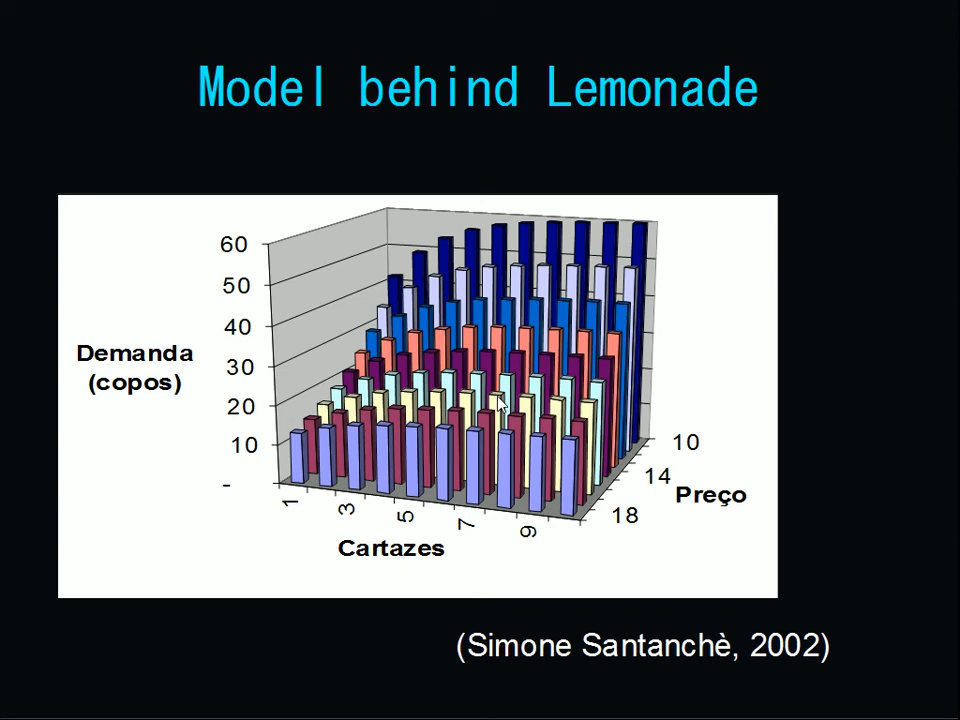 Model behind Lemonade
60
50
40
30
20
10
-
Demanda
(copos)
1
3
5
7
9
Cartazes
10
14
18
Preço
(Simone Santanchè, 2002)